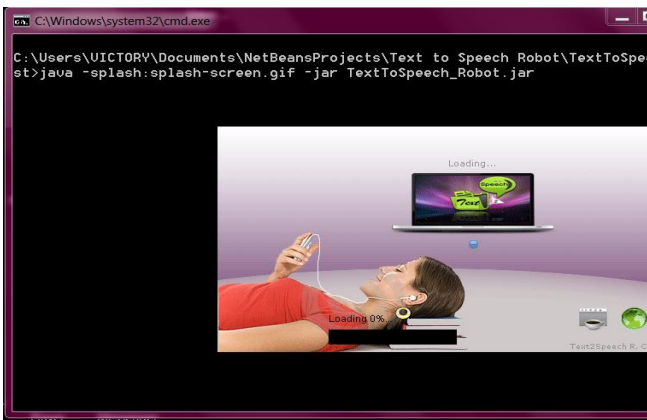 C:\Windows\system32\cmd.exe
C:\Users\VICTORY\Documents\NetBeansProjects\Text to Speech Robot\TextToSpe
st>java -splash:splash-screen.gif -jar TextToSpeech_Robot.jar
Loading...
Speech
Text
Loading 0%..
Text2Speech R. C